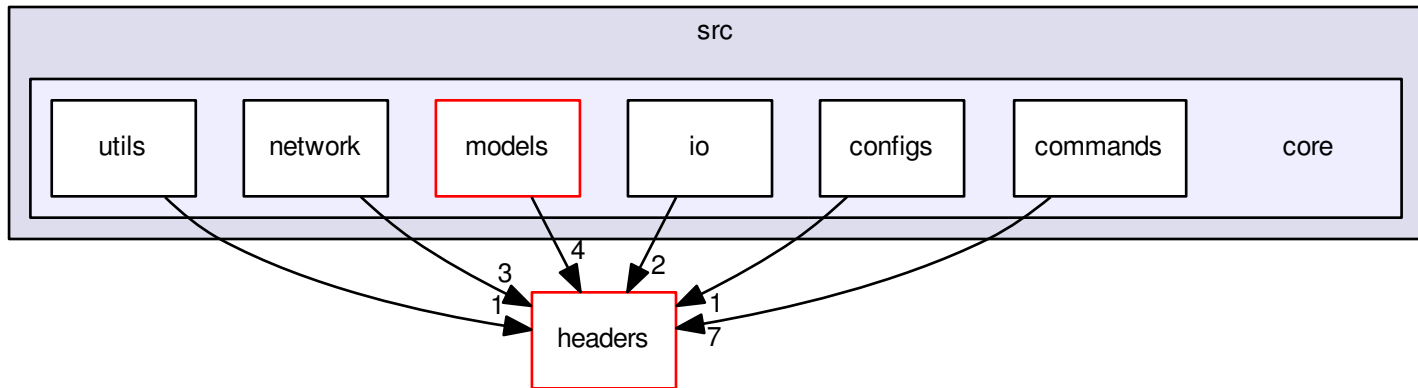 src
utils
network
models
io
configs
commands
core
4
2
3
1
1
7
headers